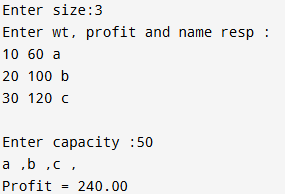 Enter size:3
Enter wt, profit and name resp :
10 60 a
20 100 b
30 120 c
Enter capacity :50
a ,b ,c ,
Profit = 240.00